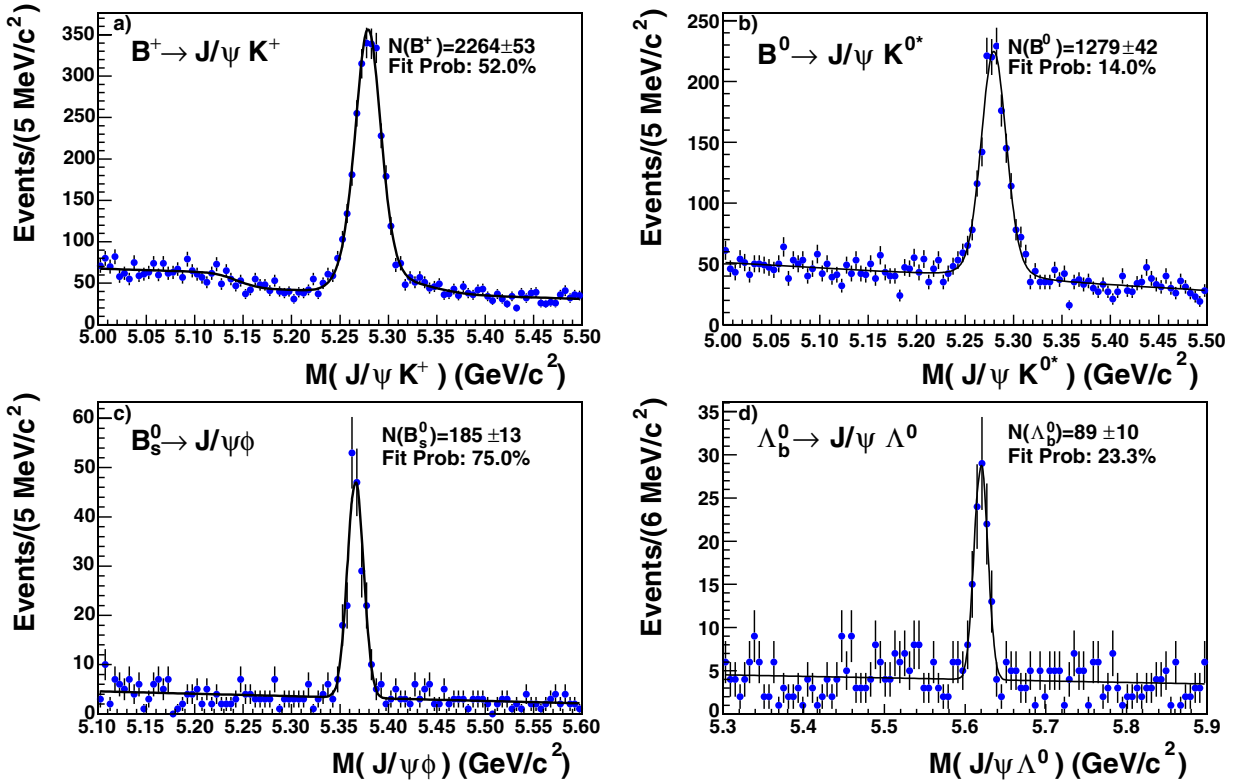 a)
B⁺→ J/ψ K⁺
N(B⁺)=2264±53
Fit Prob: 52.0%
Events/(5 MeV/c²)
350
300
250
200
150
100
50
0
5.00 5.05 5.10 5.15 5.20 5.25 5.30 5.35 5.40 5.45 5.50
M( J/ψ K⁺ ) (GeV/c²)
b)
B⁰→ J/ψ K⁰*
N(B⁰)=1279±42
Fit Prob: 14.0%
Events/(5 MeV/c²)
250
200
150
100
50
0
5.00 5.05 5.10 5.15 5.20 5.25 5.30 5.35 5.40 5.45 5.50
M( J/ψ K⁰* ) (GeV/c²)
c)
B⁰ₛ→ J/ψϕ
N(B⁰ₛ)=185 ±13
Fit Prob: 75.0%
Events/(5 MeV/c²)
60
50
40
30
20
10
0
5.10 5.15 5.20 5.25 5.30 5.35 5.40 5.45 5.50 5.55 5.60
M( J/ψϕ ) (GeV/c²)
d)
Λ⁰_b→ J/ψ Λ⁰
N(Λ⁰_b)=89 ±10
Fit Prob: 23.3%
Events/(6 MeV/c²)
35
30
25
20
15
10
5
0
5.3 5.4 5.5 5.6 5.7 5.8 5.9
M( J/ψ Λ⁰ ) (GeV/c²)